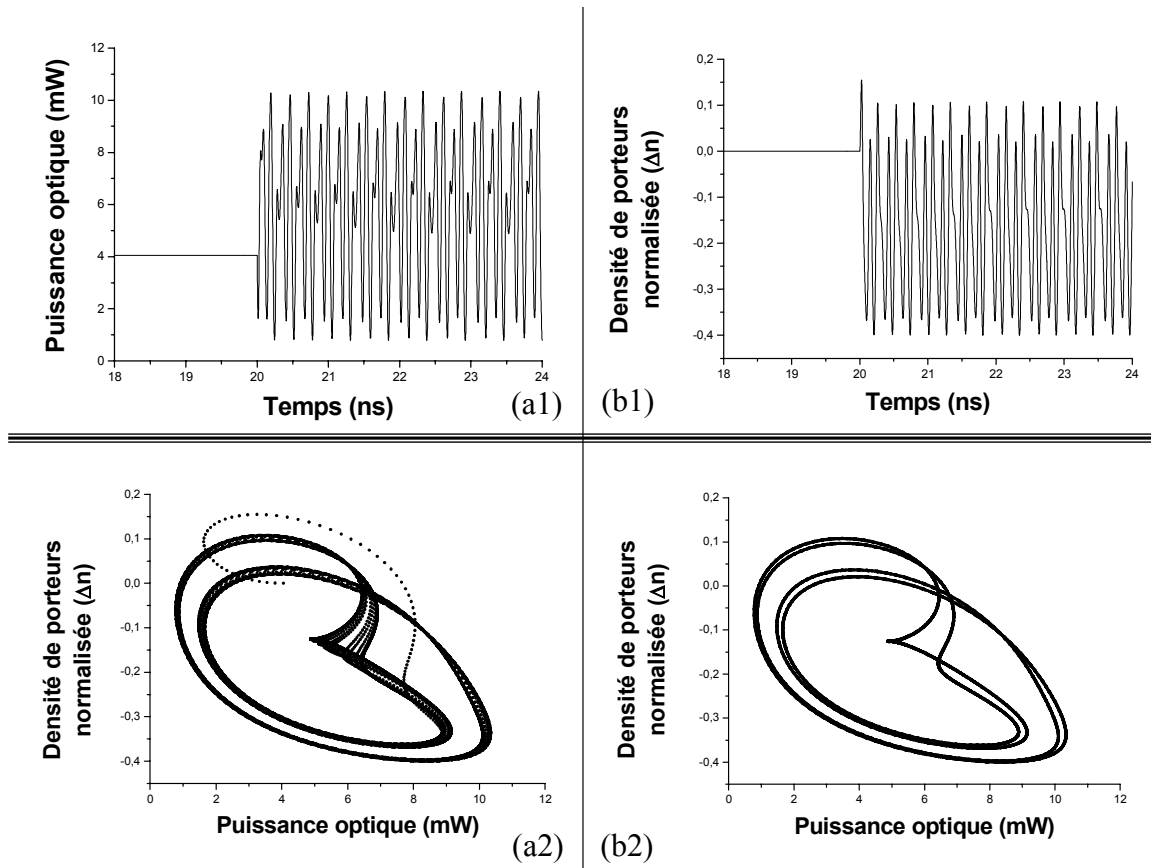 Puissance optique (mW)
12
10
8
6
4
2
0
18 19 20 21 22 23 24
Temps (ns)
(a1)
Densité de porteurs
normalisée (Δn)
0,2
0,1
0,0
-0,1
-0,2
-0,3
-0,4
18 19 20 21 22 23 24
Temps (ns)
(b1)
Densité de porteurs
normalisée (Δn)
0,2
0,1
0,0
-0,1
-0,2
-0,3
-0,4
0 2 4 6 8 10 12
Puissance optique (mW)
(a2)
Densité de porteurs
normalisée (Δn)
0,2
0,1
0,0
-0,1
-0,2
-0,3
-0,4
0 2 4 6 8 10 12
Puissance optique (mW)
(b2)